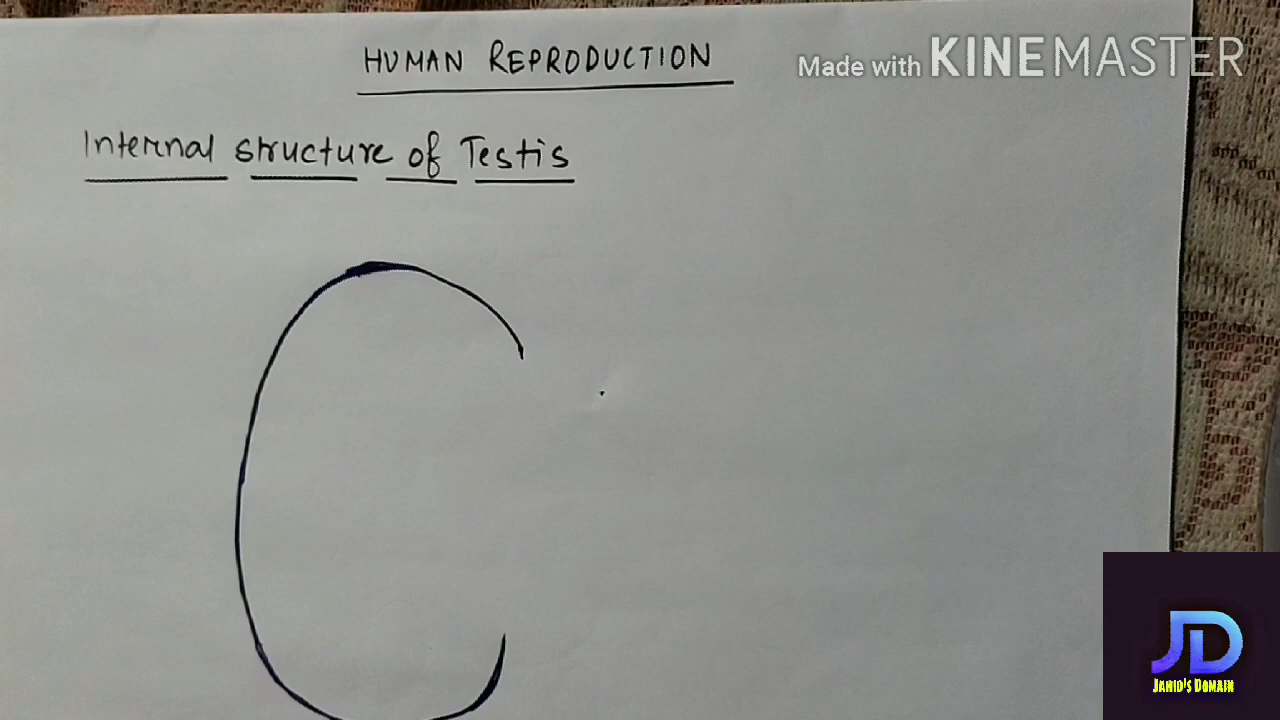 HUMAN REPRODUCTION
Made with KINEMASTER
Internal structure of Testis
JD
JAHID'S DOMAIN